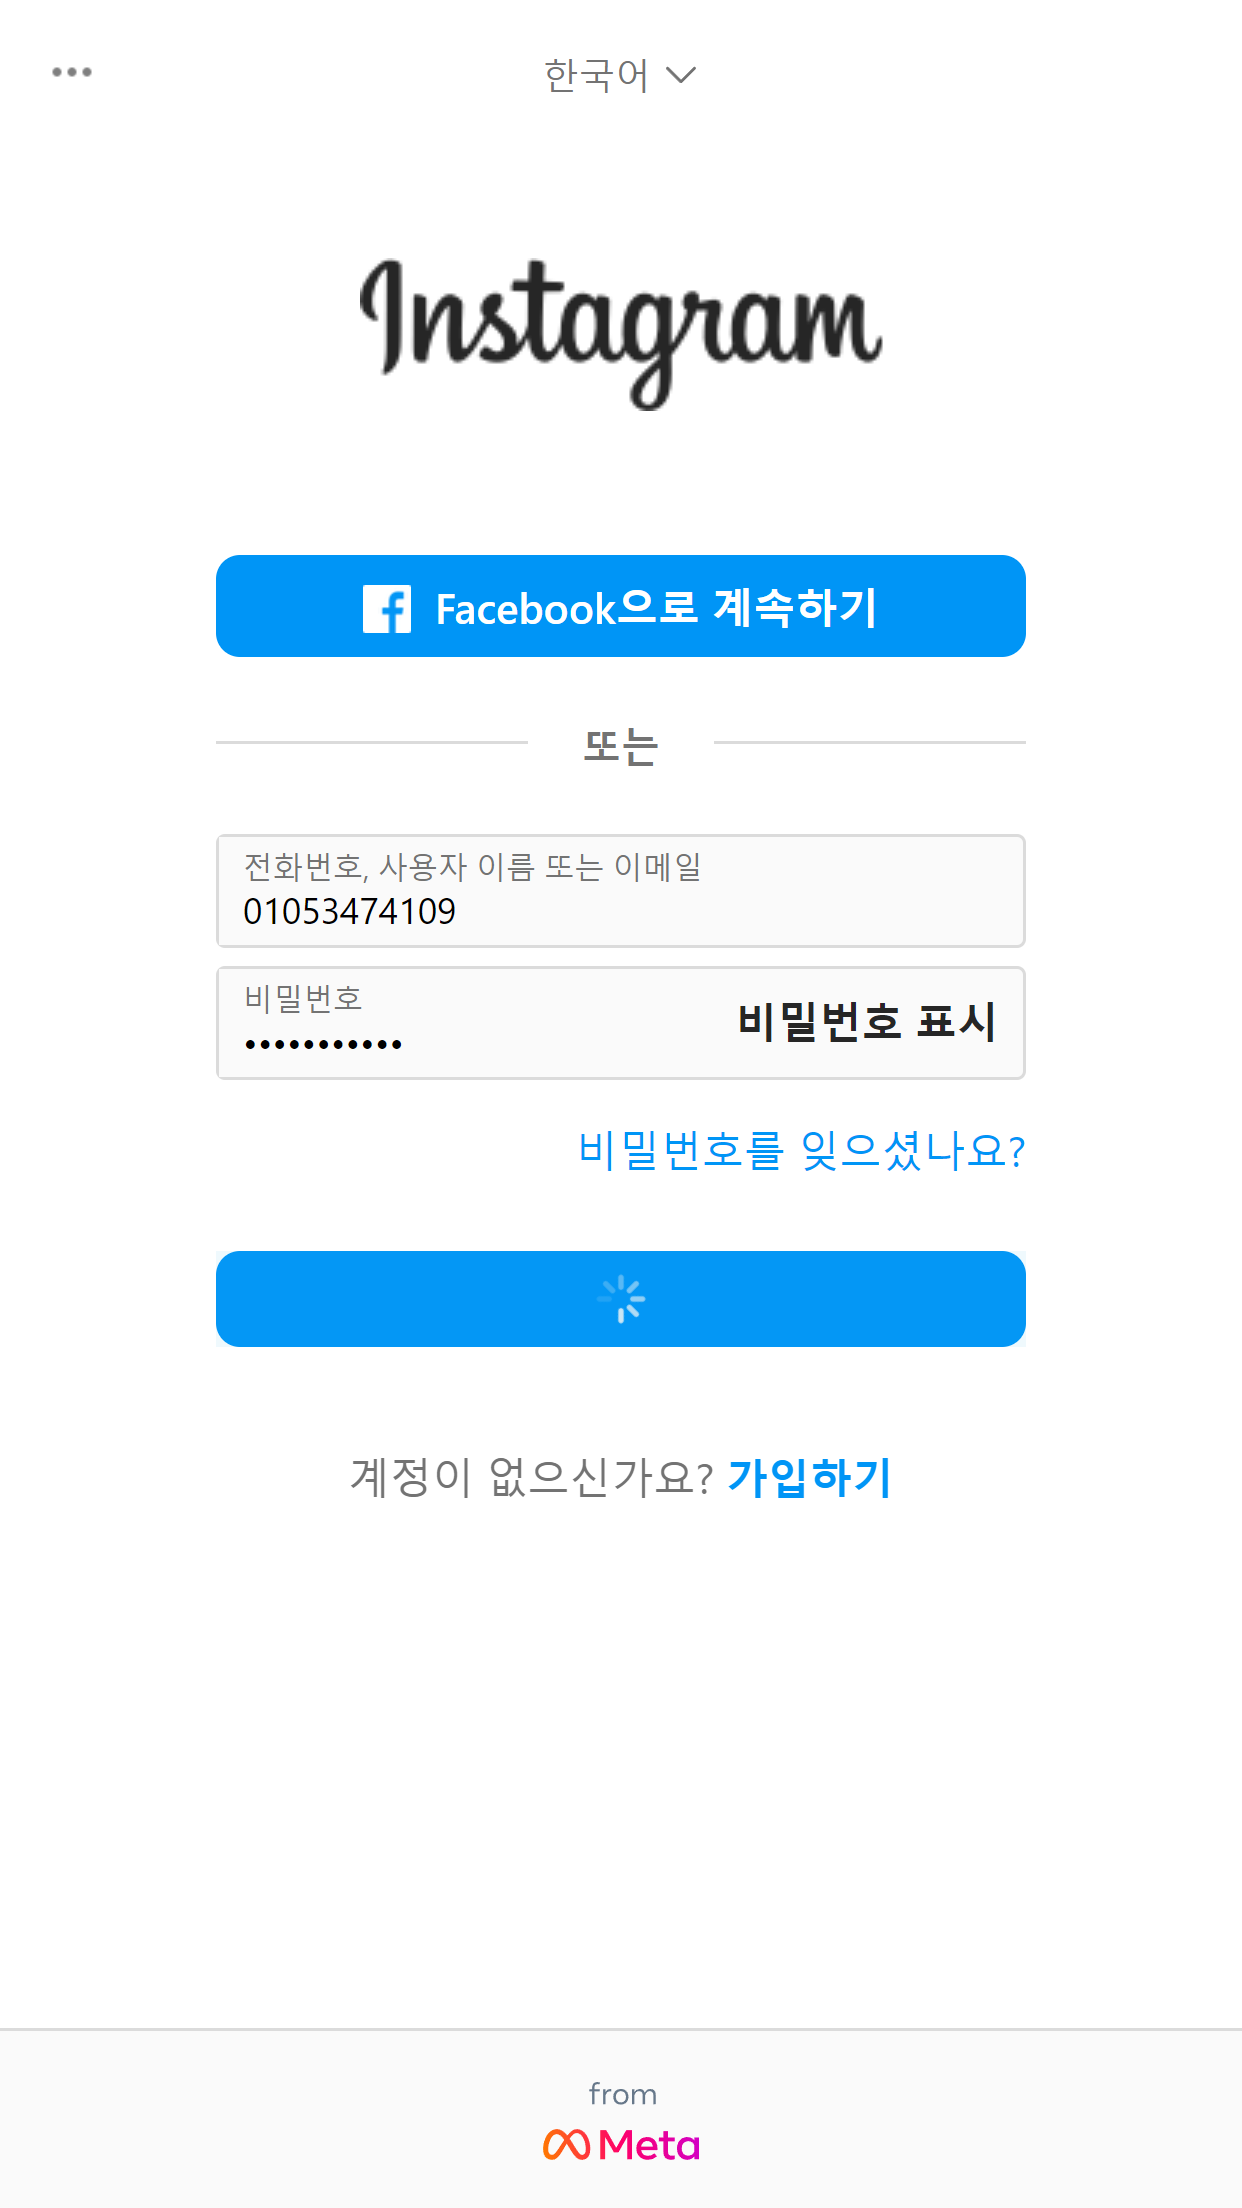 한국어
Instagram
Facebook으로 계속하기
또는
전화번호, 사용자 이름 또는 이메일
01053474109
비밀번호
•••••••••••
비밀번호 표시
비밀번호를 잊으셨나요?
계정이 없으신가요? 가입하기
from
Meta